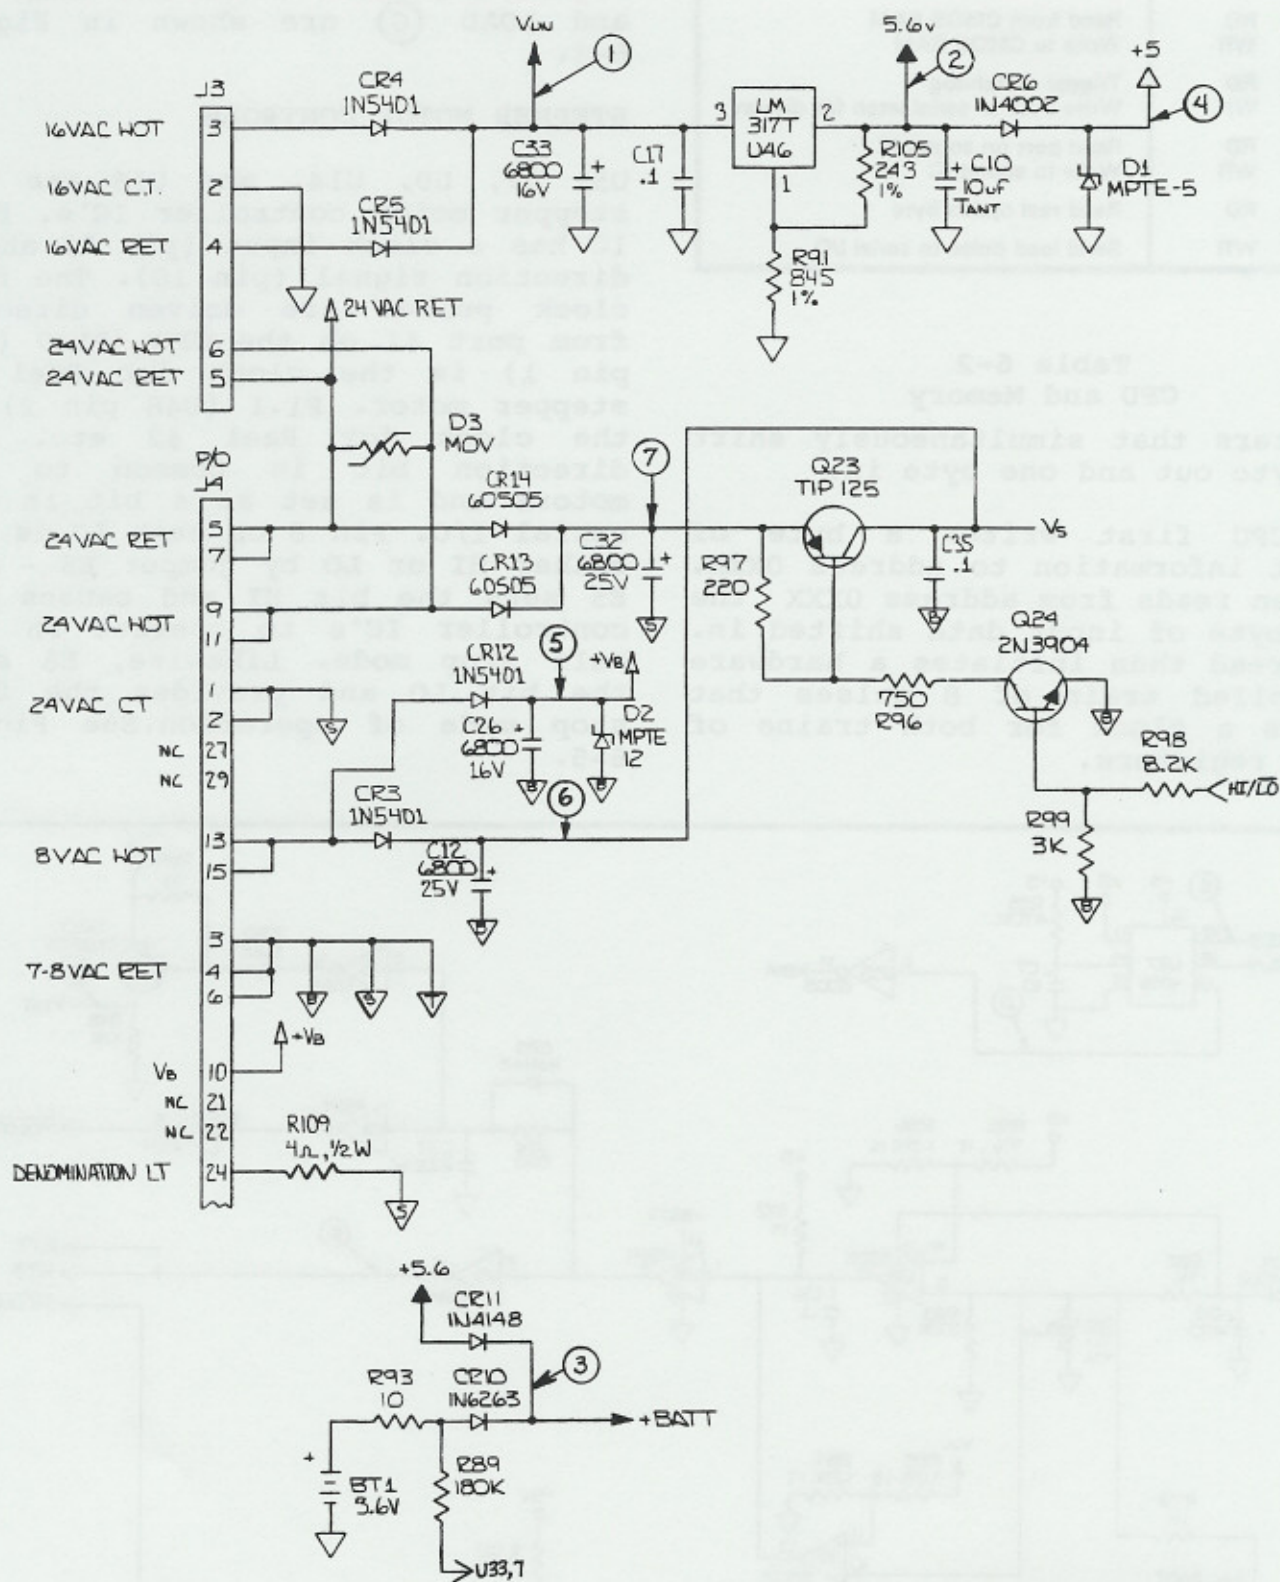 VUN
1
5.6V
2
+5
4
J3
CR4
1N5401
16VAC HOT
3
C33
6800
16V
+
C17
.1
3
LM
317T
U46
2
1
CR6
1N4002
R105
243
1%
+
C10
10uF
TANT
D1
MPTE-5
16VAC C.T.
2
CR5
1N5401
16VAC RET
4
R91
845
1%
24VAC RET
24VAC HOT
6
24VAC RET
5
D3
MOV
P/O
J4
CR14
60505
7
Q23
TIP 125
24VAC RET
5
7
VS
CR13
60505
C32
6800
25V
+
S
R97
220
C35
.1
B
24VAC HOT
9
11
CR12
1N5401
5
+VB
Q24
2N3904
24VAC CT
1
2
S
C26
6800
16V
+
B
D2
MPTE
12
B
750
R96
B
NC
27
NC
29
6
R98
8.2K
HI/LO
CR3
1N5401
8VAC HOT
13
15
C12
6800
25V
+
B
R99
3K
B
7-8VAC RET
3
4
6
B
S
+VB
VB
10
NC
21
NC
22
R109
4Ω, 1/2W
DENOMINATION LT
24
S
+5.6
CR11
1N4148
3
R93
10
CR10
1N6263
+BATT
+
BT1
3.6V
R89
180K
U33,7